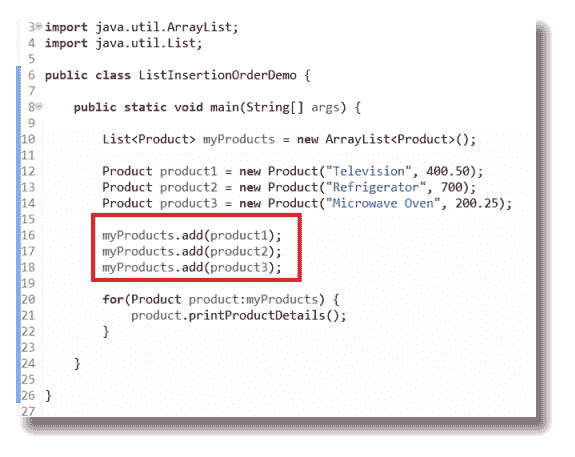 3 import java.util.ArrayList;
4 import java.util.List;
5
6 public class ListInsertionOrderDemo {
7
8     public static void main(String[] args) {
9
10         List<Product> myProducts = new ArrayList<Product>();
11
12         Product product1 = new Product("Television", 400.50);
13         Product product2 = new Product("Refrigerator", 700);
14         Product product3 = new Product("Microwave Oven", 200.25);
15
16         myProducts.add(product1);
17         myProducts.add(product2);
18         myProducts.add(product3);
19
20         for(Product product:myProducts) {
21             product.printProductDetails();
22         }
23
24     }
25
26 }
27